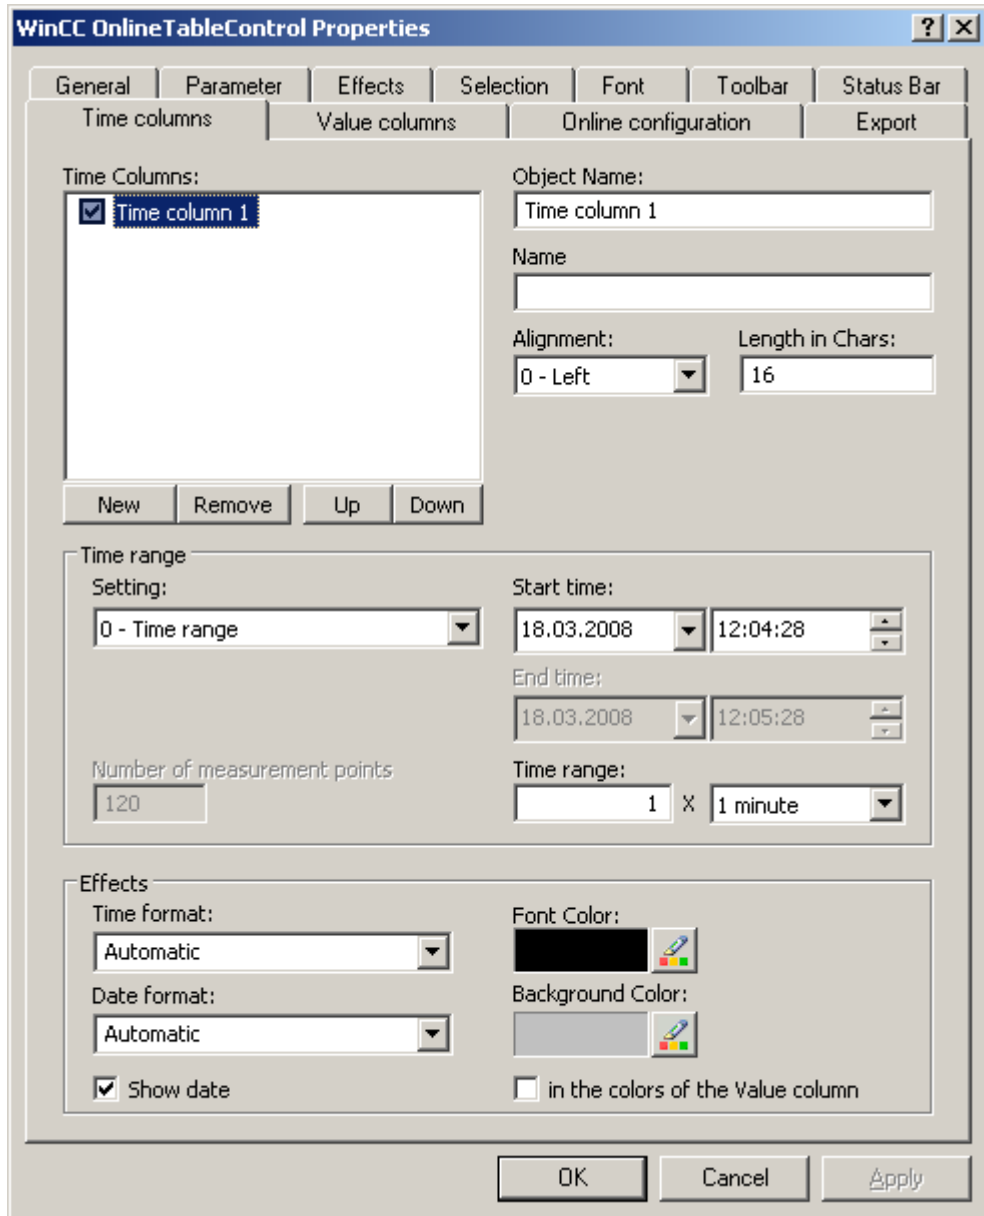 WinCC OnlineTableControl Properties
General Parameter Effects Selection Font Toolbar Status Bar
Time columns Value columns Online configuration Export
Time Columns:
Time column 1
Object Name:
Time column 1
Name
Alignment: Length in Chars:
0 - Left 16
New Remove Up Down
Time range
Setting: Start time:
0 - Time range 18.03.2008 12:04:28
End time:
18.03.2008 12:05:28
Number of measurement points Time range:
120 1 X 1 minute
Effects
Time format: Font Color:
Automatic
Date format: Background Color:
Automatic
Show date in the colors of the Value column
OK Cancel Apply